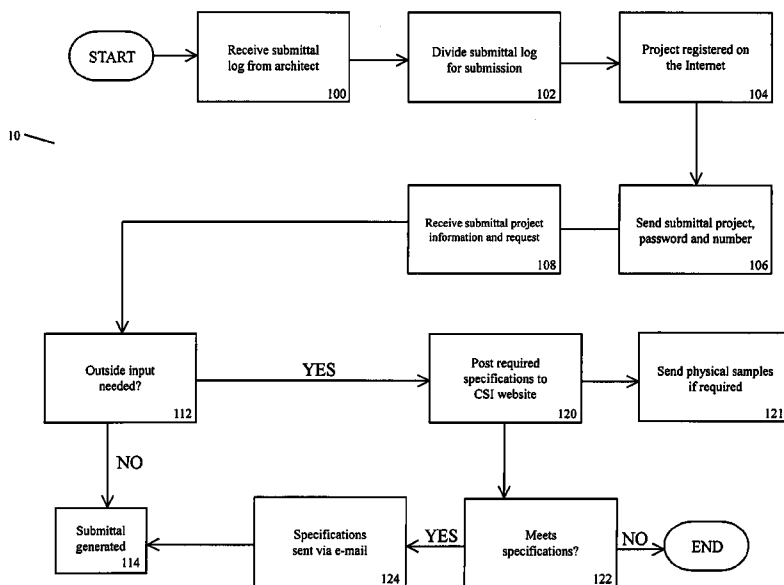 START
Receive submittal
log from architect
100
Divide submittal log
for submission
102
Project registered on
the Internet
104
10
Receive submittal project
information and request
108
Send submittal project,
password and number
106
Outside input
needed?
112
YES
Post required
specifications to
CSI website
120
Send physical samples
if required
121
NO
Submittal
generated
114
Specifications
sent via e-mail
124
YES
Meets
specifications?
122
NO
END